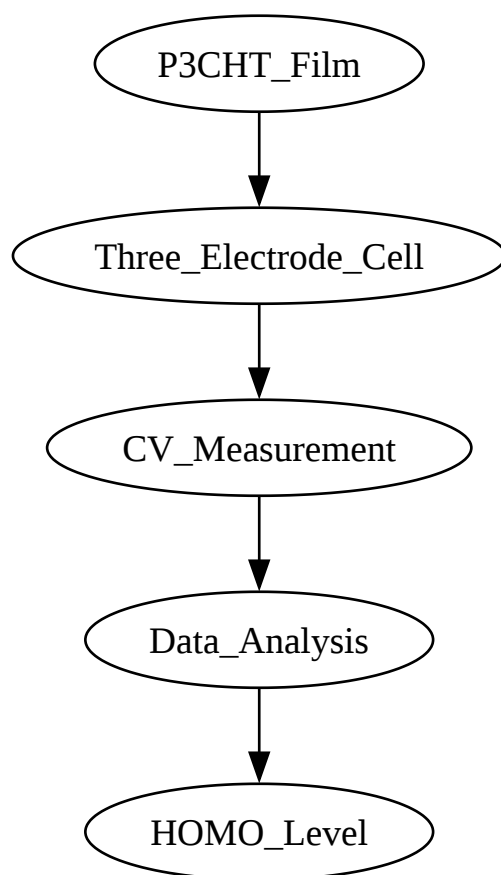 P3CHT_Film
Three_Electrode_Cell
CV_Measurement
Data_Analysis
HOMO_Level